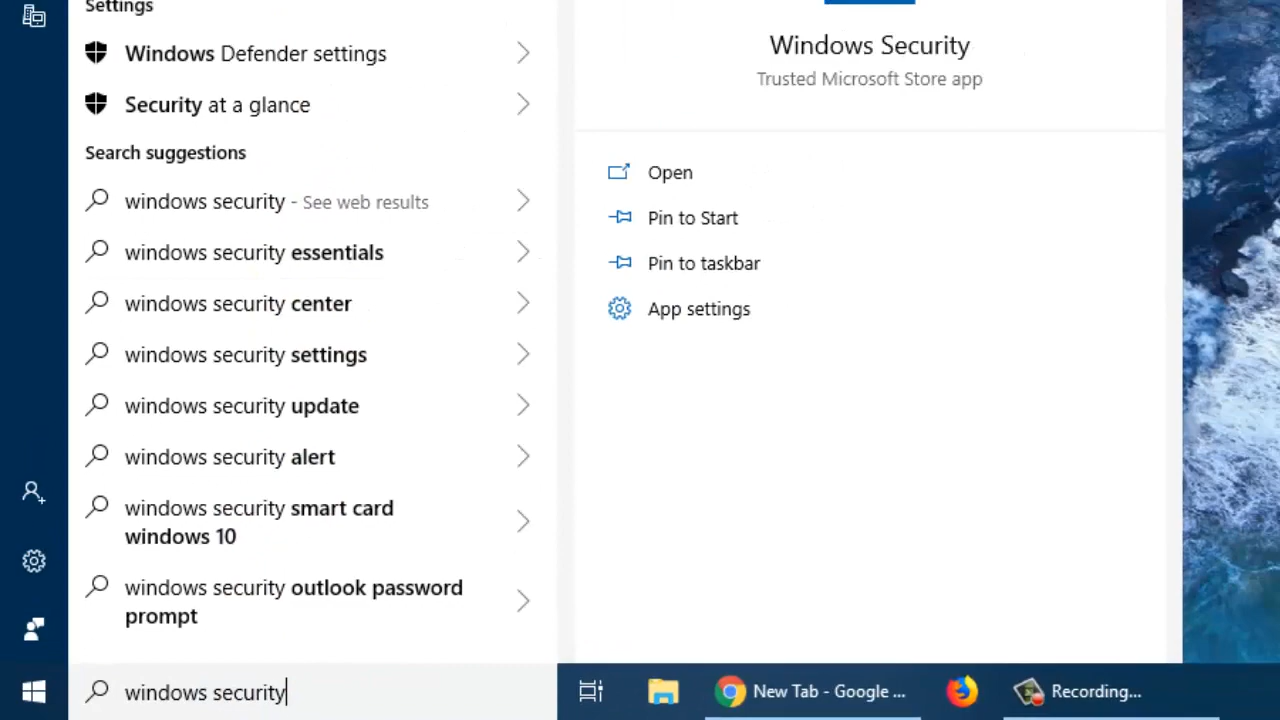 Settings
Windows Defender settings
Security at a glance
Search suggestions
windows security - See web results
windows security essentials
windows security center
windows security settings
windows security update
windows security alert
windows security smart card
windows 10
windows security outlook password
prompt
windows security
Windows Security
Trusted Microsoft Store app
Open
Pin to Start
Pin to taskbar
App settings
New Tab - Google ...
Recording...